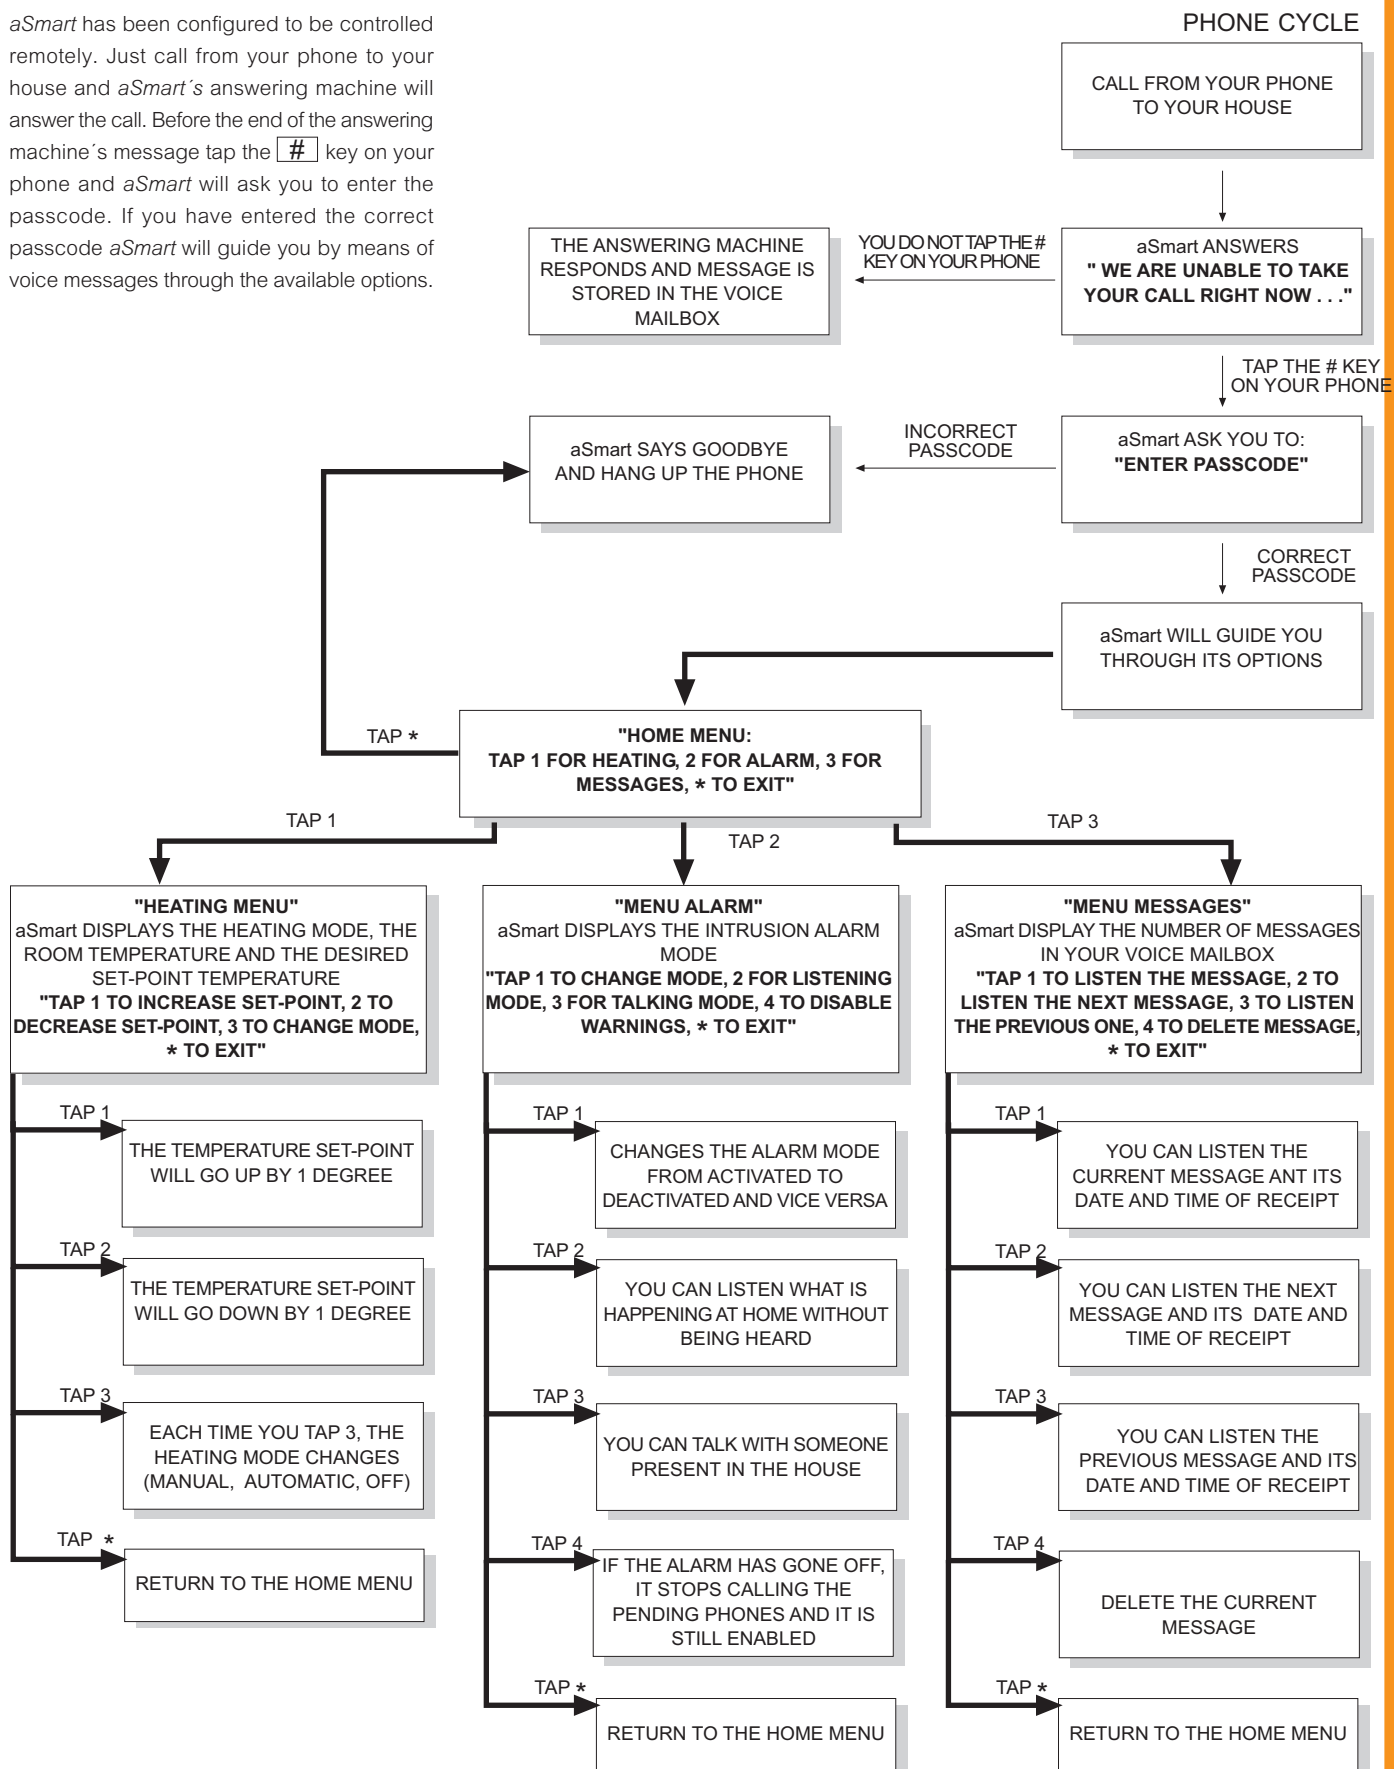 aSmart has been configured to be controlled
remotely. Just call from your phone to your
house and aSmart´s answering machine will
answer the call. Before the end of the answering
machine´s message tap the # key on your
phone and aSmart will ask you to enter the
passcode. If you have entered the correct
passcode aSmart will guide you by means of
voice messages through the available options.
PHONE CYCLE
CALL FROM YOUR PHONE
TO YOUR HOUSE
aSmart ANSWERS
" WE ARE UNABLE TO TAKE
YOUR CALL RIGHT NOW . . ."
YOU DO NOT TAP THE #
KEY ON YOUR PHONE
THE ANSWERING MACHINE
RESPONDS AND MESSAGE IS
STORED IN THE VOICE
MAILBOX
TAP THE # KEY
ON YOUR PHONE
aSmart ASK YOU TO:
"ENTER PASSCODE"
INCORRECT
PASSCODE
aSmart SAYS GOODBYE
AND HANG UP THE PHONE
CORRECT
PASSCODE
aSmart WILL GUIDE YOU
THROUGH ITS OPTIONS
TAP *
"HOME MENU:
TAP 1 FOR HEATING, 2 FOR ALARM, 3 FOR
MESSAGES, * TO EXIT"
TAP 1
TAP 2
TAP 3
"HEATING MENU"
aSmart DISPLAYS THE HEATING MODE, THE
ROOM TEMPERATURE AND THE DESIRED
SET-POINT TEMPERATURE
"TAP 1 TO INCREASE SET-POINT, 2 TO
DECREASE SET-POINT, 3 TO CHANGE MODE,
* TO EXIT"
TAP 1
THE TEMPERATURE SET-POINT
WILL GO UP BY 1 DEGREE
TAP 2
THE TEMPERATURE SET-POINT
WILL GO DOWN BY 1 DEGREE
TAP 3
EACH TIME YOU TAP 3, THE
HEATING MODE CHANGES
(MANUAL, AUTOMATIC, OFF)
TAP *
RETURN TO THE HOME MENU
"MENU ALARM"
aSmart DISPLAYS THE INTRUSION ALARM
MODE
"TAP 1 TO CHANGE MODE, 2 FOR LISTENING
MODE, 3 FOR TALKING MODE, 4 TO DISABLE
WARNINGS, * TO EXIT"
TAP 1
CHANGES THE ALARM MODE
FROM ACTIVATED TO
DEACTIVATED AND VICE VERSA
TAP 2
YOU CAN LISTEN WHAT IS
HAPPENING AT HOME WITHOUT
BEING HEARD
TAP 3
YOU CAN TALK WITH SOMEONE
PRESENT IN THE HOUSE
TAP 4
IF THE ALARM HAS GONE OFF,
IT STOPS CALLING THE
PENDING PHONES AND IT IS
STILL ENABLED
TAP *
RETURN TO THE HOME MENU
"MENU MESSAGES"
aSmart DISPLAY THE NUMBER OF MESSAGES
IN YOUR VOICE MAILBOX
"TAP 1 TO LISTEN THE MESSAGE, 2 TO
LISTEN THE NEXT MESSAGE, 3 TO LISTEN
THE PREVIOUS ONE, 4 TO DELETE MESSAGE,
* TO EXIT"
TAP 1
YOU CAN LISTEN THE
CURRENT MESSAGE ANT ITS
DATE AND TIME OF RECEIPT
TAP 2
YOU CAN LISTEN THE NEXT
MESSAGE AND ITS DATE AND
TIME OF RECEIPT
TAP 3
YOU CAN LISTEN THE
PREVIOUS MESSAGE AND ITS
DATE AND TIME OF RECEIPT
TAP 4
DELETE THE CURRENT
MESSAGE
TAP *
RETURN TO THE HOME MENU